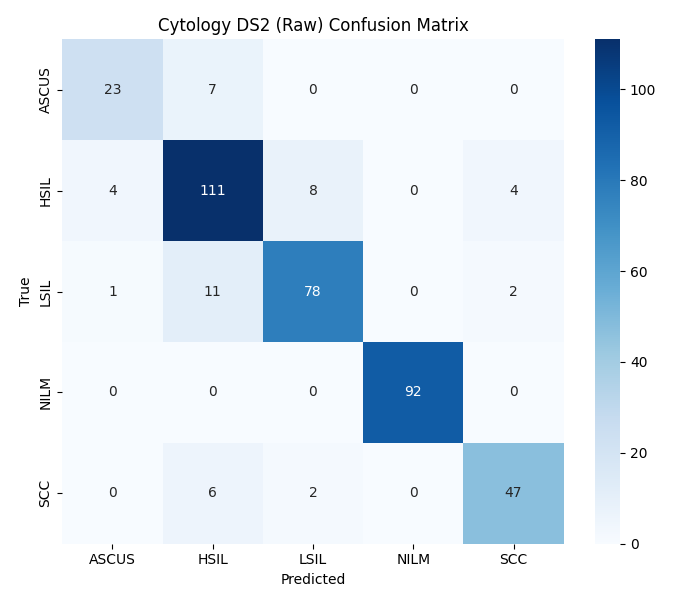 Cytology DS2 (Raw) Confusion Matrix
ASCUS 23 7 0 0 0
HSIL 4 111 8 0 4
LSIL 1 11 78 0 2
NILM 0 0 0 92 0
SCC 0 6 2 0 47
ASCUS HSIL LSIL NILM SCC
Predicted
True
100
80
60
40
20
0